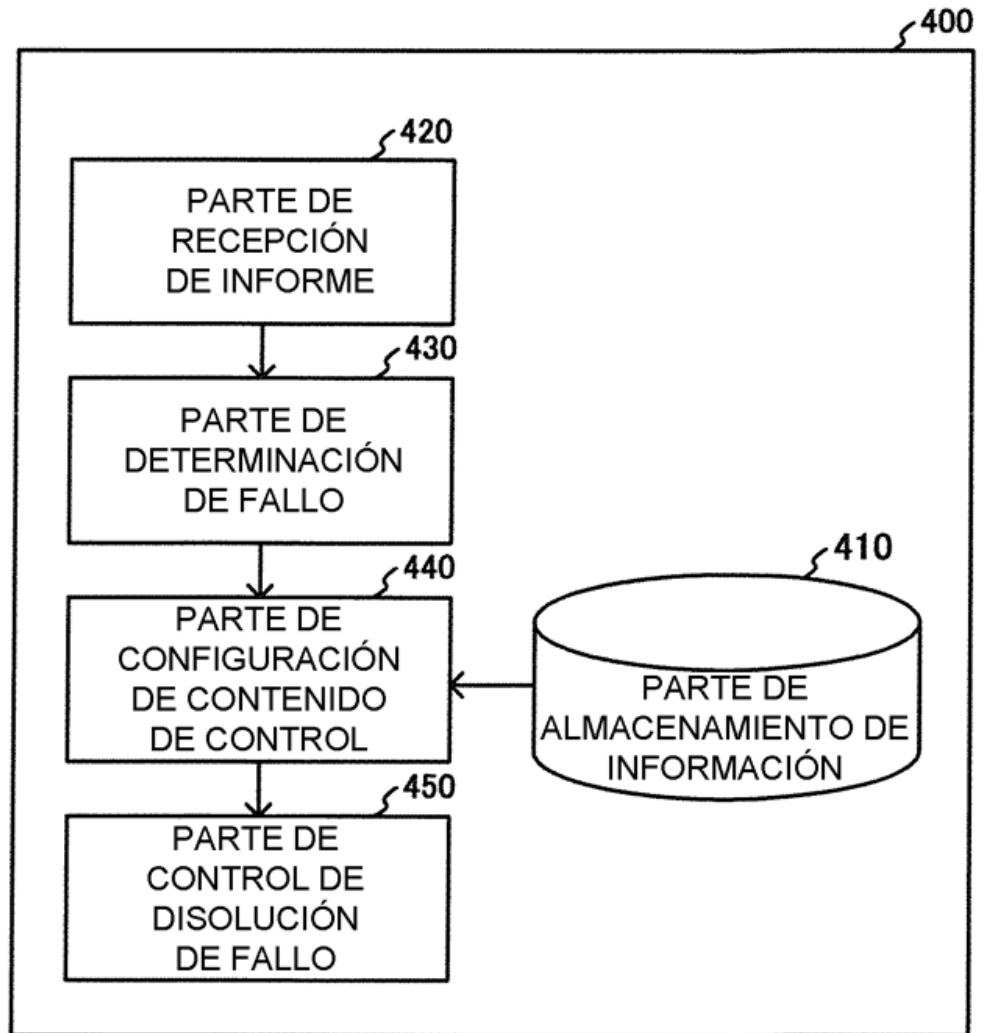 400
420
PARTE DE
RECEPCIÓN
DE INFORME
430
PARTE DE
DETERMINACIÓN
DE FALLO
440
PARTE DE
CONFIGURACIÓN
DE CONTENIDO
DE CONTROL
410
PARTE DE
ALMACENAMIENTO DE
INFORMACIÓN
450
PARTE DE
CONTROL DE
DISOLUCIÓN
DE FALLO